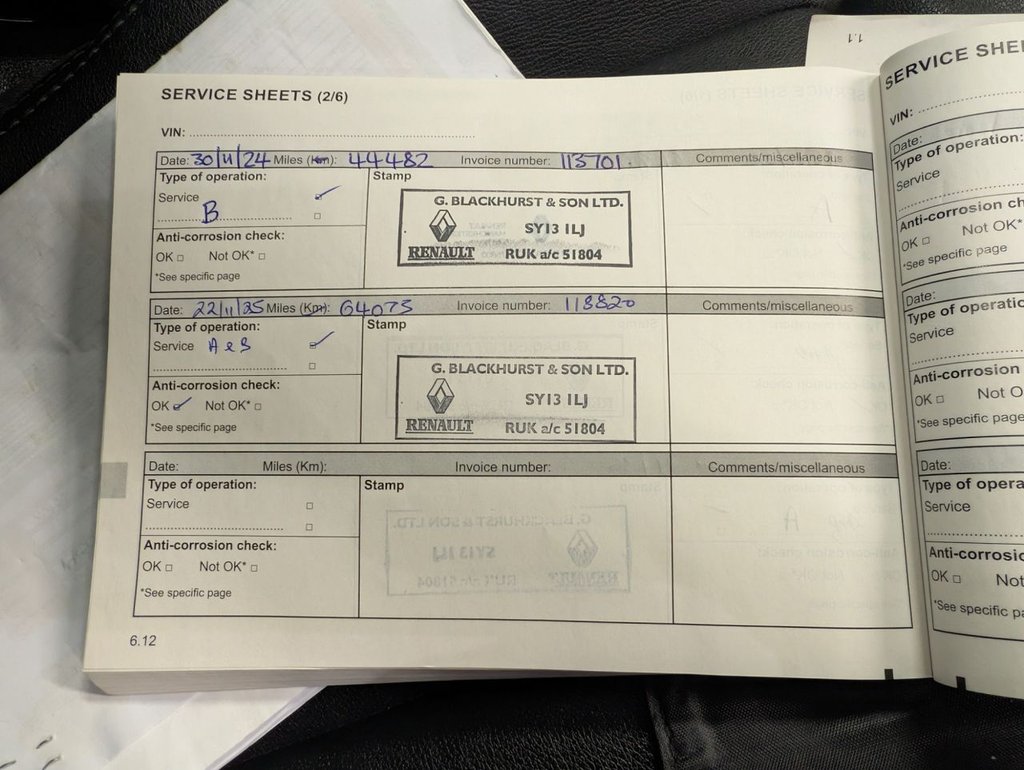 SERVICE SHEETS (2/6)
VIN:
Date: 30/11/24 Miles (Km): 44482 Invoice number: 113701 Comments/miscellaneous
Type of operation: Stamp
Service
B
Anti-corrosion check:
OK Not OK*
*See specific page
G. BLACKHURST & SON LTD.
SY13 1LJ
RENAULT RUK a/c 51804
Date: 22/11/25 Miles (Km): 64073 Invoice number: 118820 Comments/miscellaneous
Type of operation: Stamp
Service A & B
Anti-corrosion check:
OK Not OK*
*See specific page
G. BLACKHURST & SON LTD.
SY13 1LJ
RENAULT RUK a/c 51804
Date: Miles (Km): Invoice number: Comments/miscellaneous
Type of operation: Stamp
Service
Anti-corrosion check:
OK Not OK*
*See specific page
6.12
1.1
SERVICE SHE
VIN:
Date:
Type of operation:
Service
Anti-corrosion ch
OK Not OK*
*See specific page
Date:
Type of operatio
Service
Anti-corrosion
OK Not O
*See specific pa
Date:
Type of opera
Service
Anti-corrosio
OK Not
*See specific p